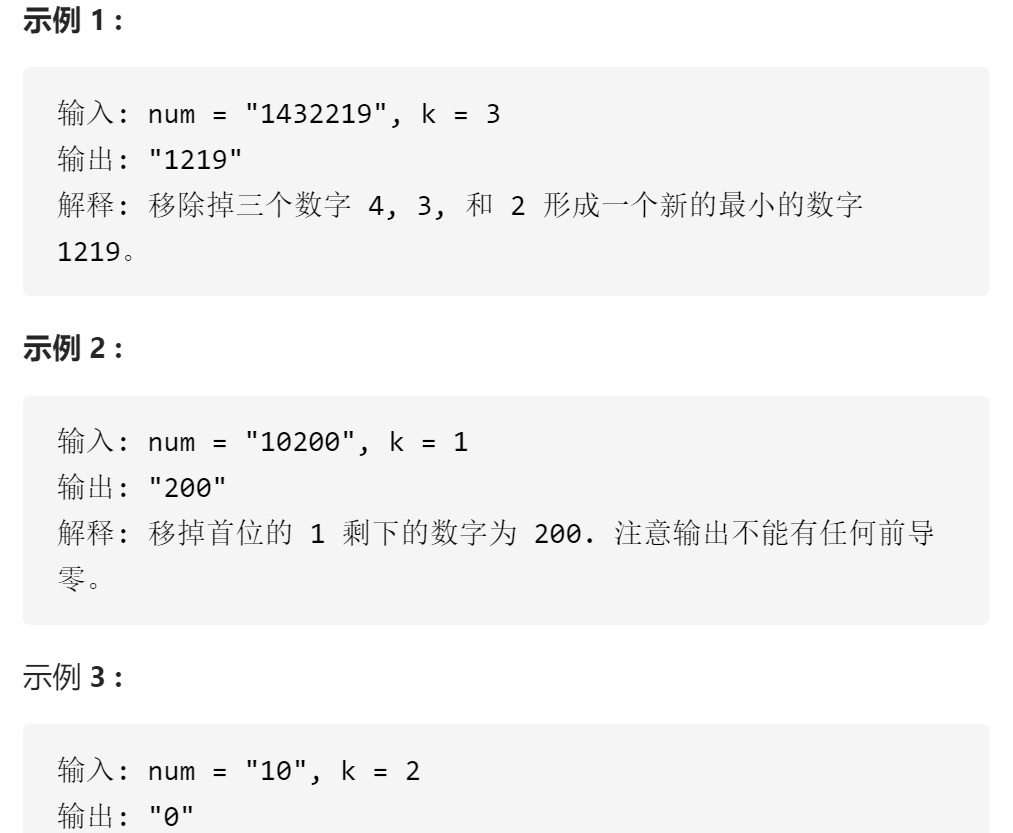 示例 1：
输入: num = "1432219", k = 3
输出: "1219"
解释: 移除掉三个数字 4, 3, 和 2 形成一个新的最小的数字
1219。
示例 2：
输入: num = "10200", k = 1
输出: "200"
解释: 移掉首位的 1 剩下的数字为 200. 注意输出不能有任何前导
零。
示例 3：
输入: num = "10", k = 2
输出: "0"